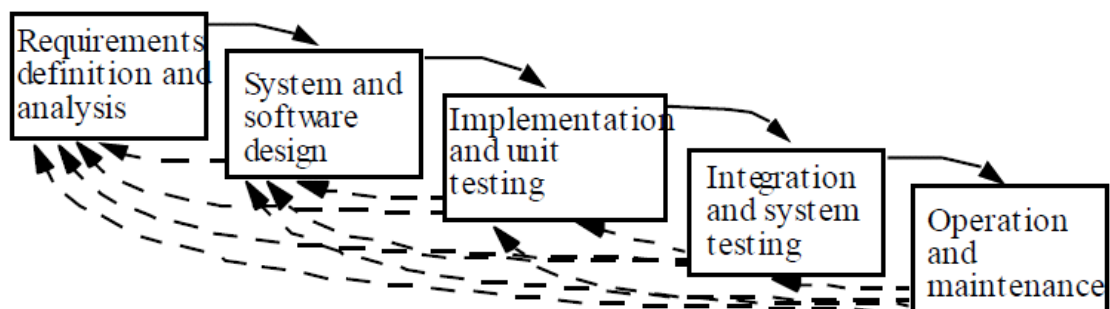 Requirements
definition and
analysis
System and
software
design
Implementation
and unit
testing
Integration
and system
testing
Operation
and
maintenance